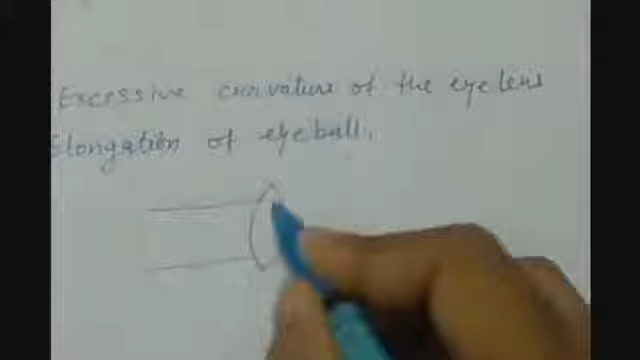 Excessive curvature of the eye lens
Elongation of eyeball.